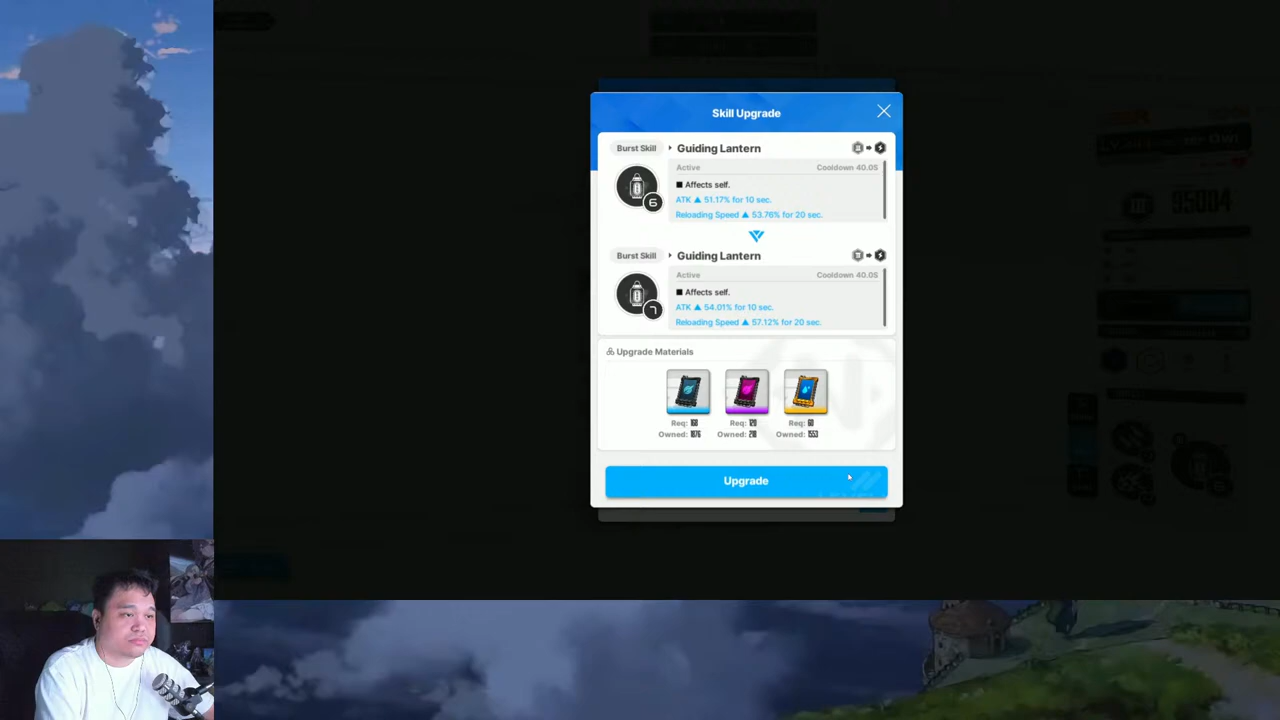 Skill Upgrade
Burst Skill
Guiding Lantern
Active
Cooldown 40.0S
■ Affects self.
6
ATK ▲ 51.17% for 10 sec.
Reloading Speed ▲ 53.76% for 20 sec.
Burst Skill
Guiding Lantern
Active
Cooldown 40.0S
■ Affects self.
7
ATK ▲ 54.01% for 10 sec.
Reloading Speed ▲ 57.12% for 20 sec.
Upgrade Materials
Req:
Req:
Req:
Owned:
Owned:
Owned:
Upgrade
95004